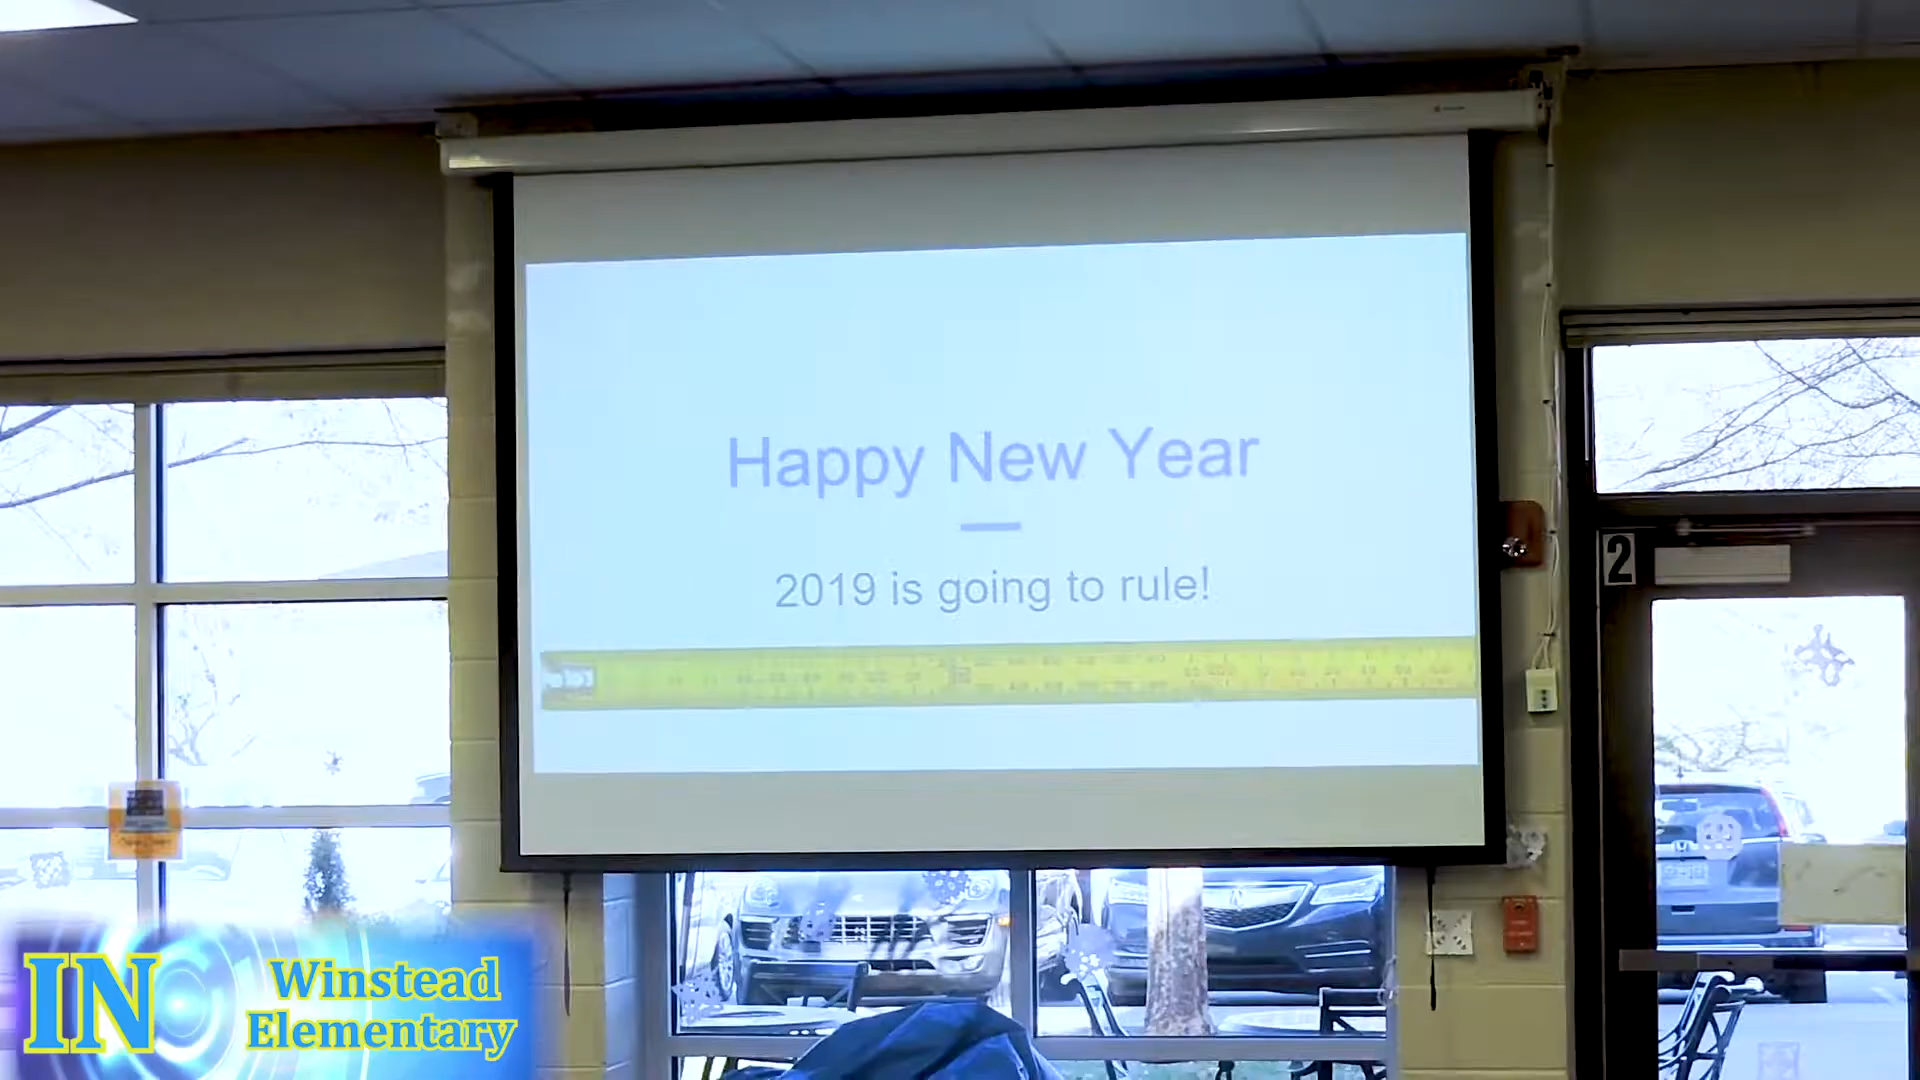 Happy New Year
2019 is going to rule!
2
IN
Winstead
Elementary